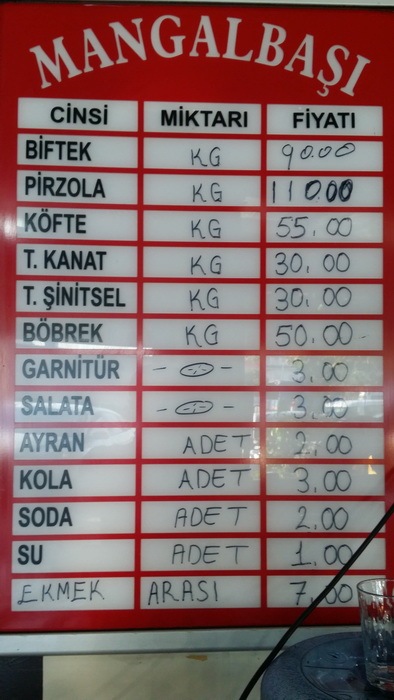 MANGALBAŞI
CİNSİ MİKTARI FİYATI
BİFTEK KG 90.00
PİRZOLA KG 110.00
KÖFTE KG 55.00
T. KANAT KG 30.00
T. ŞİNİTSEL KG 30.00
BÖBREK KG 50.00
GARNİTÜR 3.00
SALATA 3.00
AYRAN ADET 2.00
KOLA ADET 3.00
SODA ADET 2.00
SU ADET 1.00
EKMEK ARASI 7.00